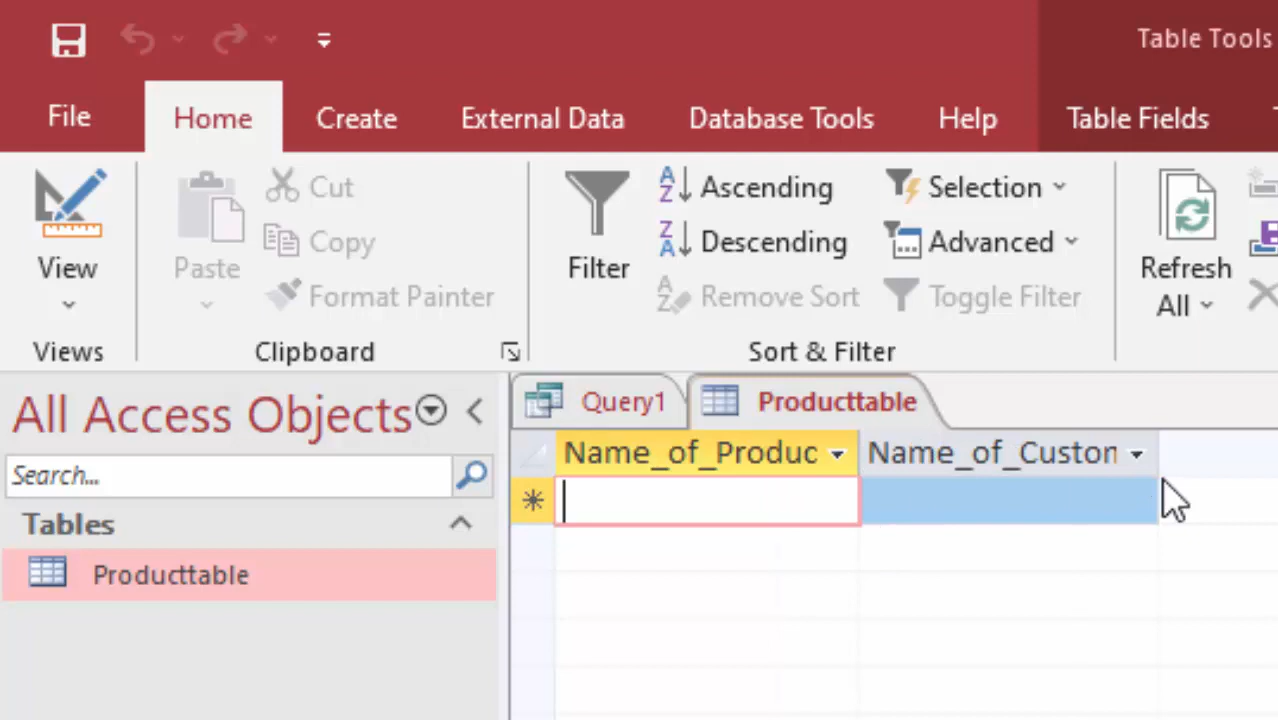 Table Tools
File Home Create External Data Database Tools Help Table Fields
View
Views
Paste
Cut
Copy
Format Painter
Clipboard
Filter
Ascending
Descending
Remove Sort
Selection
Advanced
Toggle Filter
Sort & Filter
Refresh
All
All Access Objects
Search...
Tables
Producttable
Query1 Producttable
Name_of_Produc Name_of_Custon